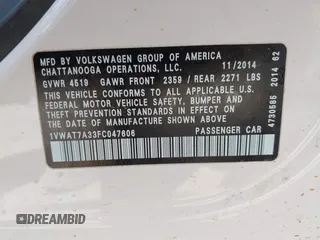 MFD BY VOLKSWAGEN GROUP OF AMERICA
CHATTANOOGA OPERATIONS, LLC. 11/2014
GVWR 4519 GAWR FRONT 2359 / REAR 2271 LBS
THIS VEHICLE CONFORMS TO ALL APPLICABLE U.S.
FEDERAL MOTOR VEHICLE SAFETY, BUMPER AND
THEFT PREVENTION STANDARDS IN EFFECT ON THE
DATE OF MANUFACTURE SHOWN ABOVE.
1VWAT7A33FC047606 PASSENGER CAR
4730585 2014 62
DREAMBID